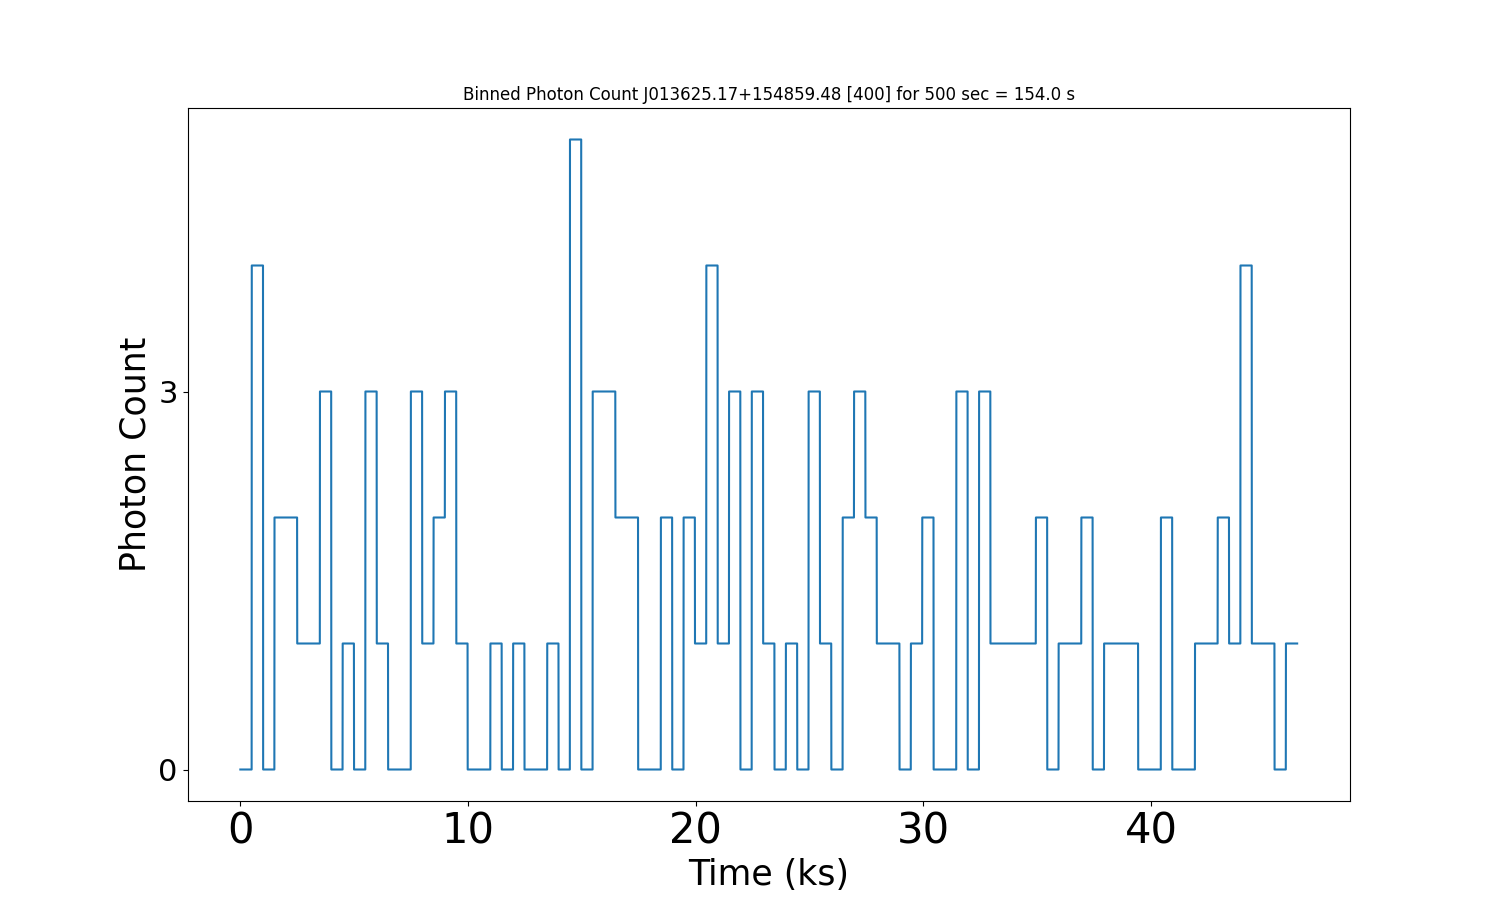 Binned Photon Count J013625.17+154859.48 [400] for 500 sec = 154.0 s
Photon Count
3
0
0 10 20 30 40
Time (ks)